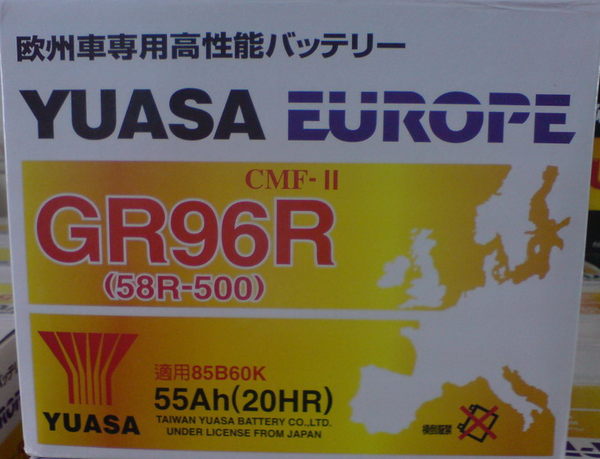 欧州車専用高性能バッテリー
YUASA EUROPE
CMF-II
GR96R
(58R-500)
適用85B60K
55Ah(20HR)
TAIWAN YUASA BATTERY CO.,LTD.
UNDER LICENSE FROM JAPAN
YUASA